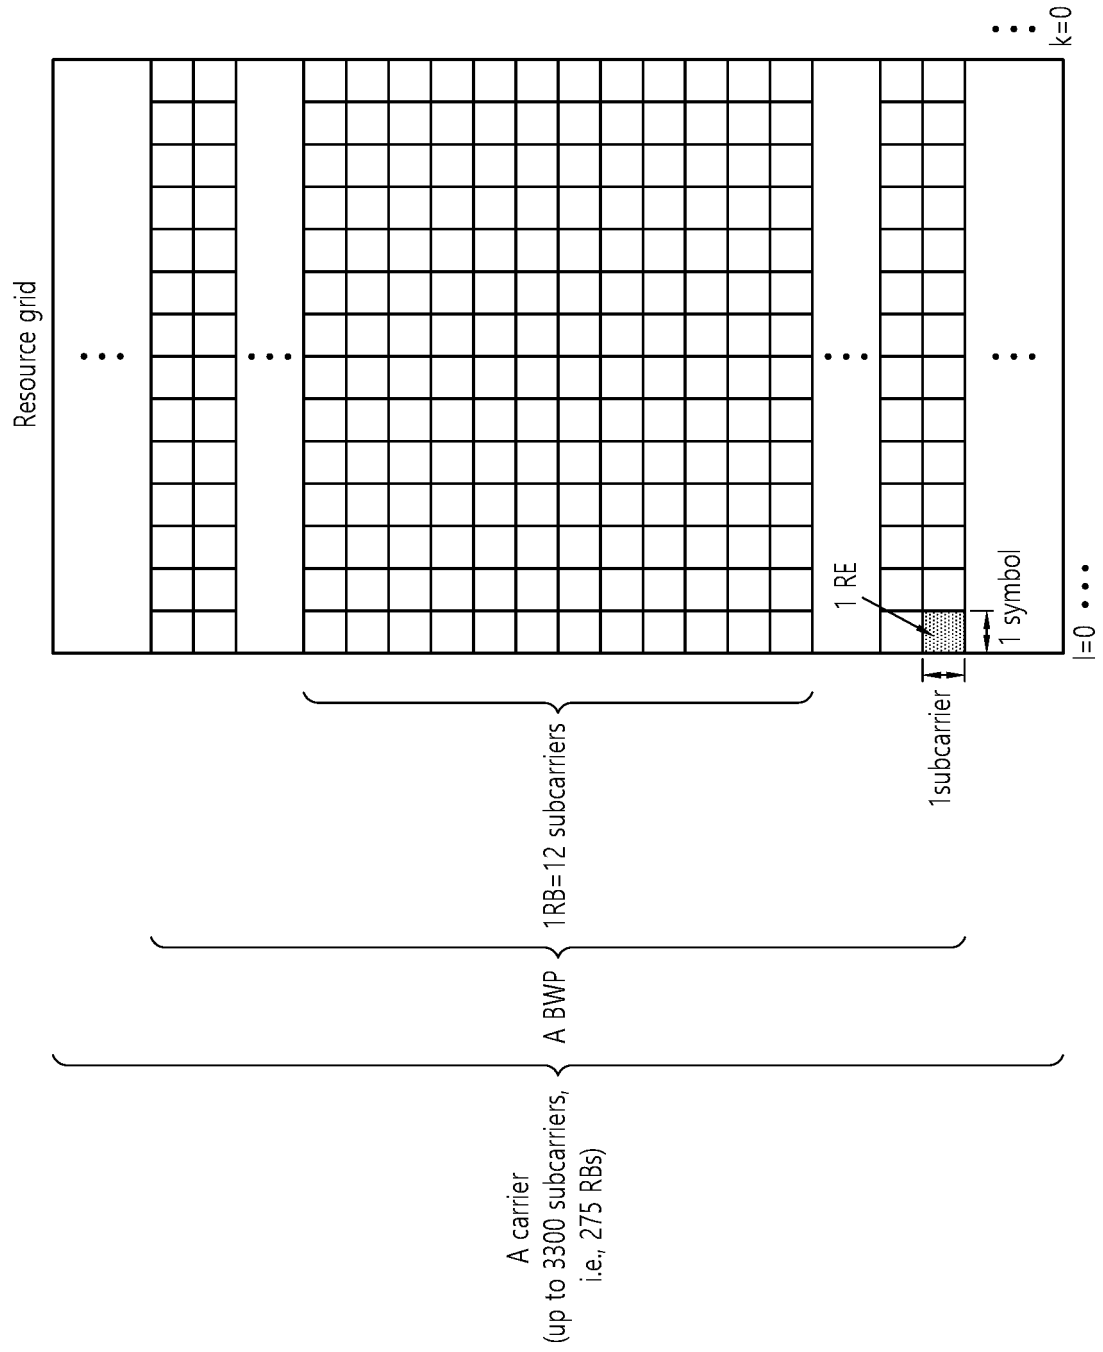 Resource grid
A carrier
(up to 3300 subcarriers,
i.e., 275 RBs)
A BWP
1RB=12 subcarriers
1 RE
1subcarrier
1 symbol
l=0
k=0